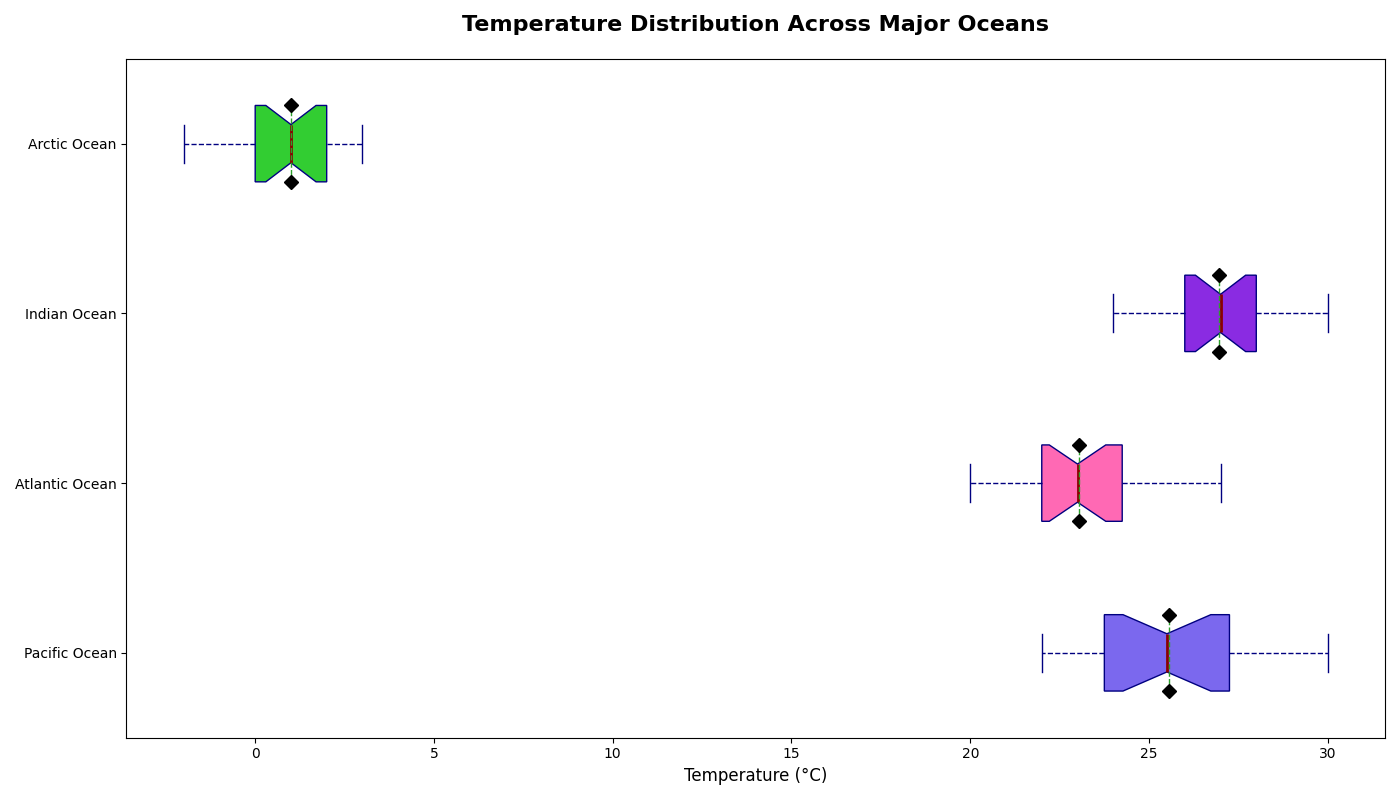 Temperature Distribution Across Major Oceans
Arctic Ocean
Indian Ocean
Atlantic Ocean
Pacific Ocean
0 5 10 15 20 25 30
Temperature (°C)